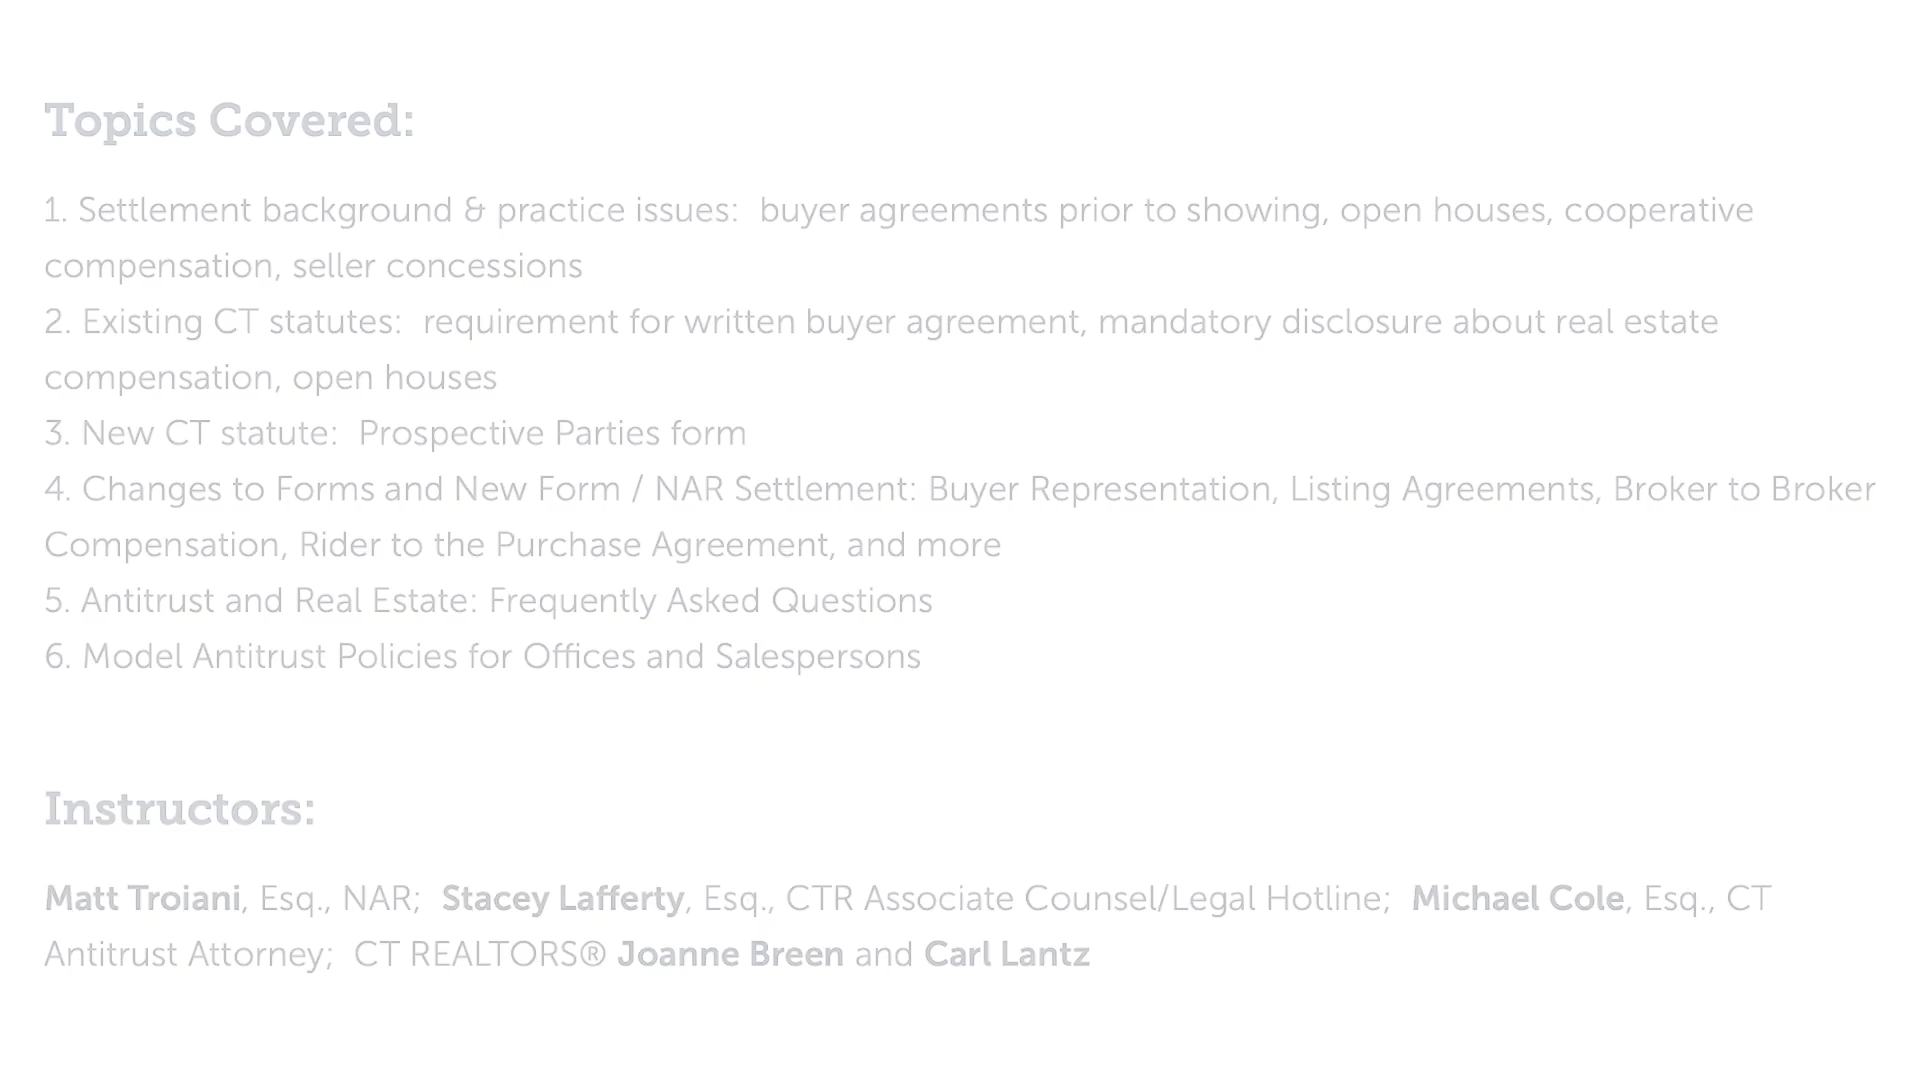 Topics Covered:
1. Settlement background & practice issues:  buyer agreements prior to showing, open houses, cooperative
compensation, seller concessions
2. Existing CT statutes:  requirement for written buyer agreement, mandatory disclosure about real estate
compensation, open houses
3. New CT statute:  Prospective Parties form
4. Changes to Forms and New Form / NAR Settlement: Buyer Representation, Listing Agreements, Broker to Broker
Compensation, Rider to the Purchase Agreement, and more
5. Antitrust and Real Estate: Frequently Asked Questions
6. Model Antitrust Policies for Offices and Salespersons
Instructors:
Matt Troiani, Esq., NAR;  Stacey Lafferty, Esq., CTR Associate Counsel/Legal Hotline;  Michael Cole, Esq., CT
Antitrust Attorney;  CT REALTORS® Joanne Breen and Carl Lantz